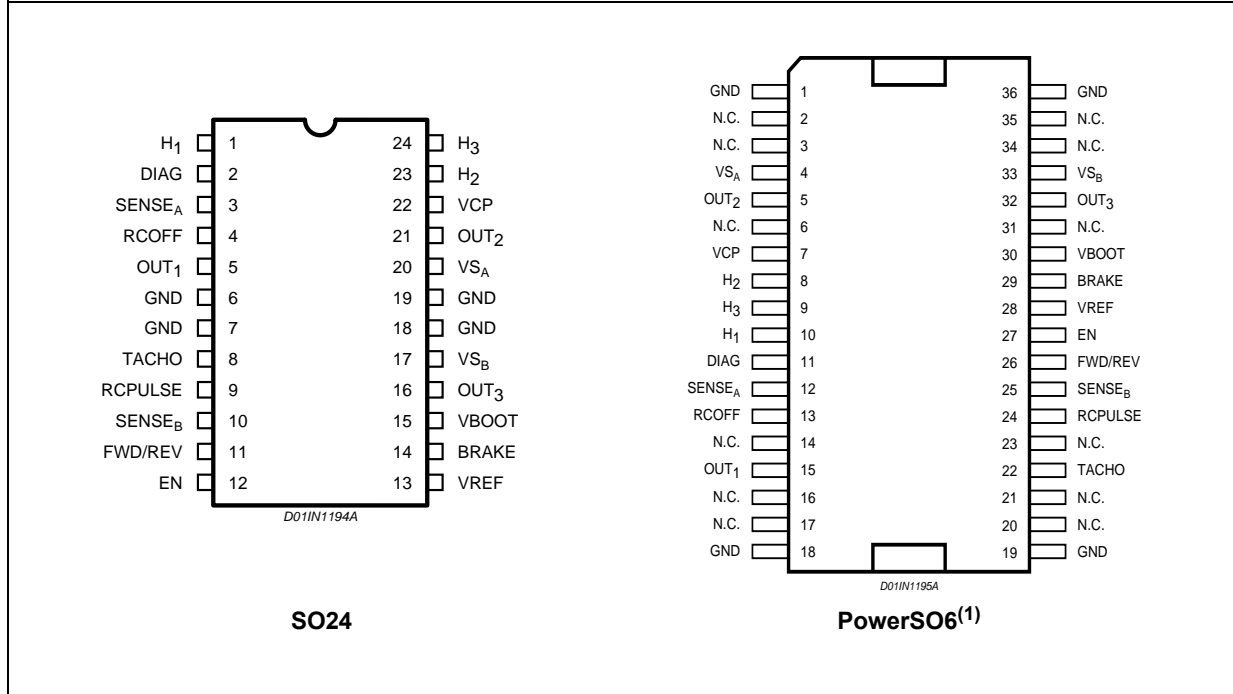 H1 1 24 H3
DIAG 2 23 H2
SENSEA 3 22 VCP
RCOFF 4 21 OUT2
OUT1 5 20 VSA
GND 6 19 GND
GND 7 18 GND
TACHO 8 17 VSB
RCPULSE 9 16 OUT3
SENSEB 10 15 VBOOT
FWD/REV 11 14 BRAKE
EN 12 13 VREF
D01IN1194A
SO24
GND 1 36 GND
N.C. 2 35 N.C.
N.C. 3 34 N.C.
VSA 4 33 VSB
OUT2 5 32 OUT3
N.C. 6 31 N.C.
VCP 7 30 VBOOT
H2 8 29 BRAKE
H3 9 28 VREF
H1 10 27 EN
DIAG 11 26 FWD/REV
SENSEA 12 25 SENSEB
RCOFF 13 24 RCPULSE
N.C. 14 23 N.C.
OUT1 15 22 TACHO
N.C. 16 21 N.C.
N.C. 17 20 N.C.
GND 18 19 GND
D01IN1195A
PowerSO6(1)